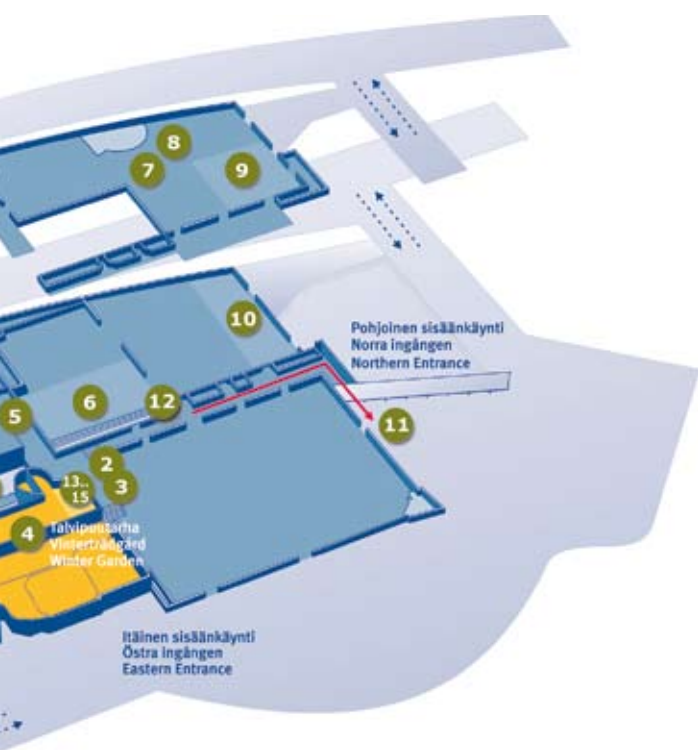 8
7
9
10
Pohjoinen sisäänkäynti
Norra ingången
Northern Entrance
6
12
5
11
2
13..
15
3
4
Talvipuutarha
Vinterträdgård
Winter Garden
Itäinen sisäänkäynti
Östra ingången
Eastern Entrance